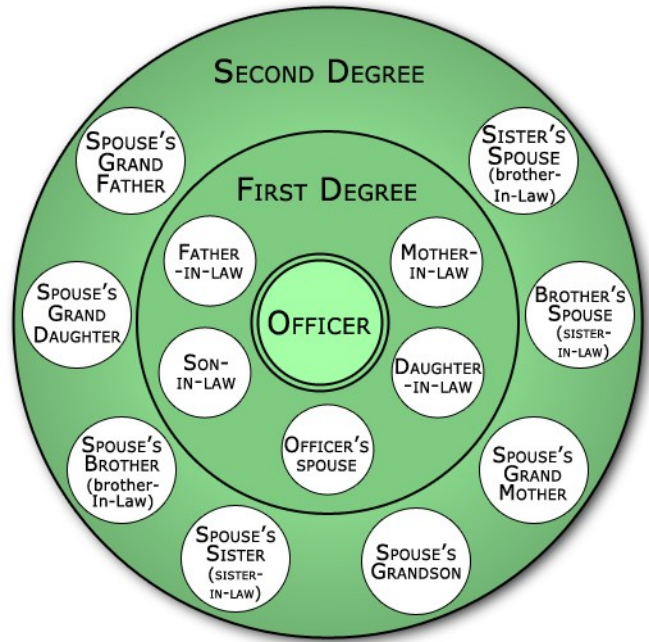 SECOND DEGREE
SPOUSE'S
GRAND
FATHER
SISTER'S
SPOUSE
(brother-
In-Law)
FIRST DEGREE
FATHER
-IN-LAW
MOTHER-
IN-LAW
OFFICER
SPOUSE'S
GRAND
DAUGHTER
BROTHER'S
SPOUSE
(SISTER-
IN-LAW)
SON-
IN-LAW
DAUGHTER
-IN-LAW
OFFICER'S
SPOUSE
SPOUSE'S
BROTHER
(brother-
In-Law)
SPOUSE'S
GRAND
MOTHER
SPOUSE'S
SISTER
(SISTER-
IN-LAW)
SPOUSE'S
GRANDSON